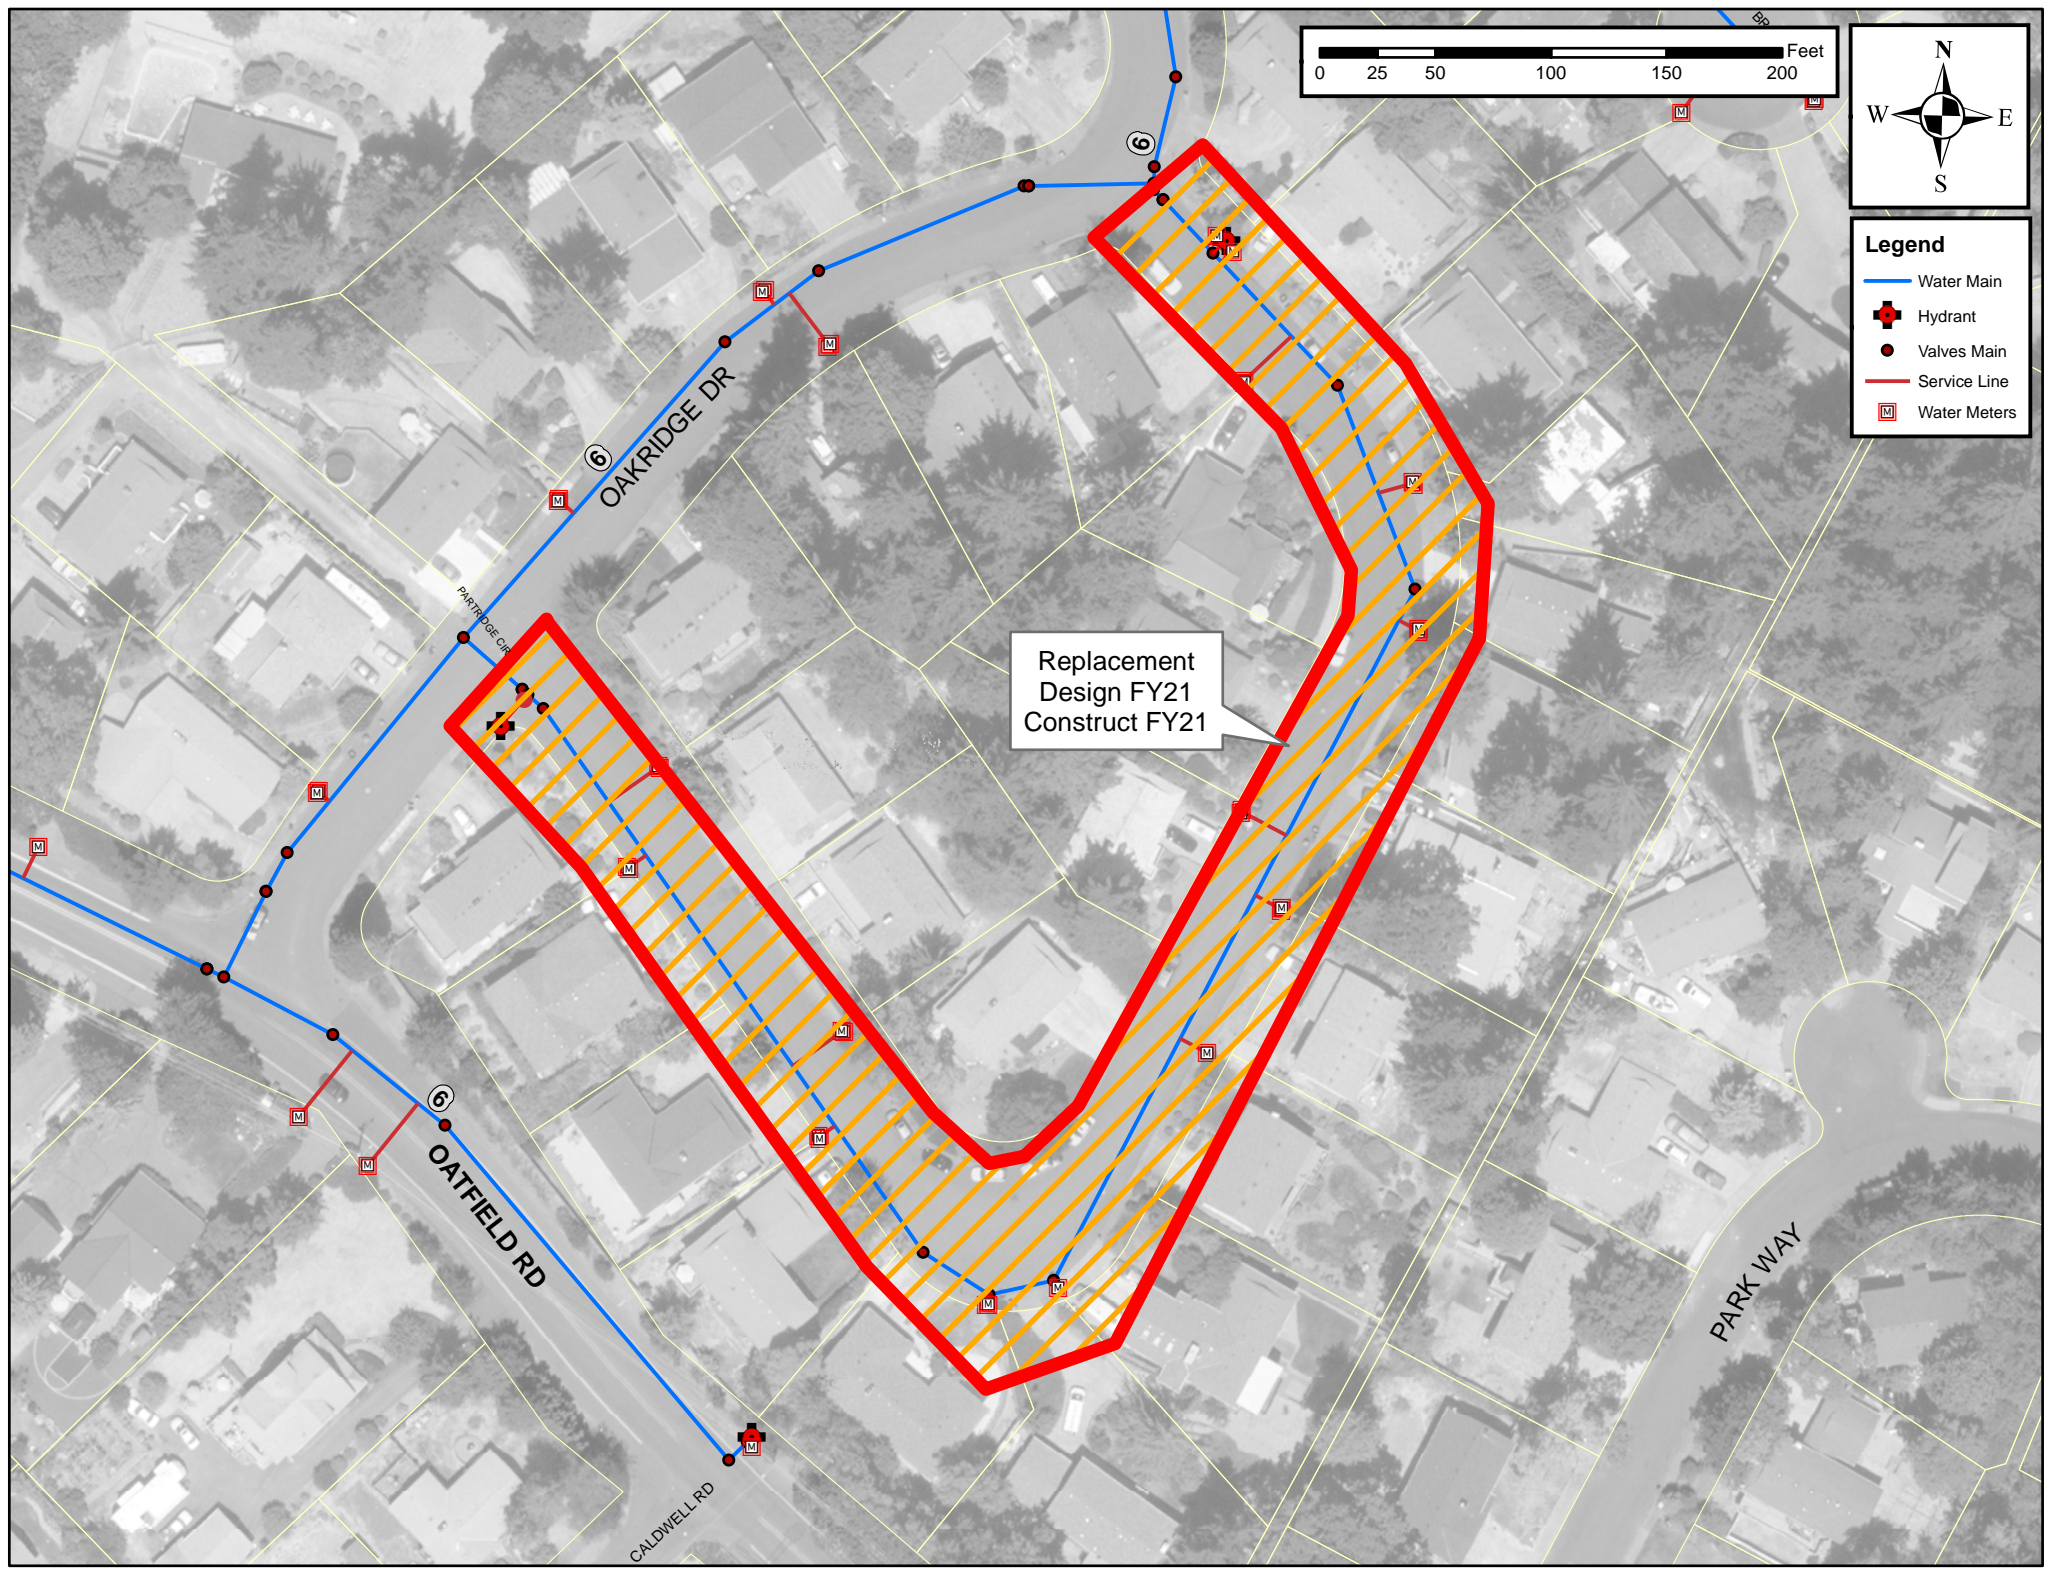 BR
Feet
0 25 50 100 150 200
N
W E
S
Legend
Water Main
Hydrant
Valves Main
Service Line
M Water Meters
6
6
OAKRIDGE DR
PARTRIDGE CIR
Replacement
Design FY21
Construct FY21
6
OATFIELD RD
PARK WAY
CALDWELL RD